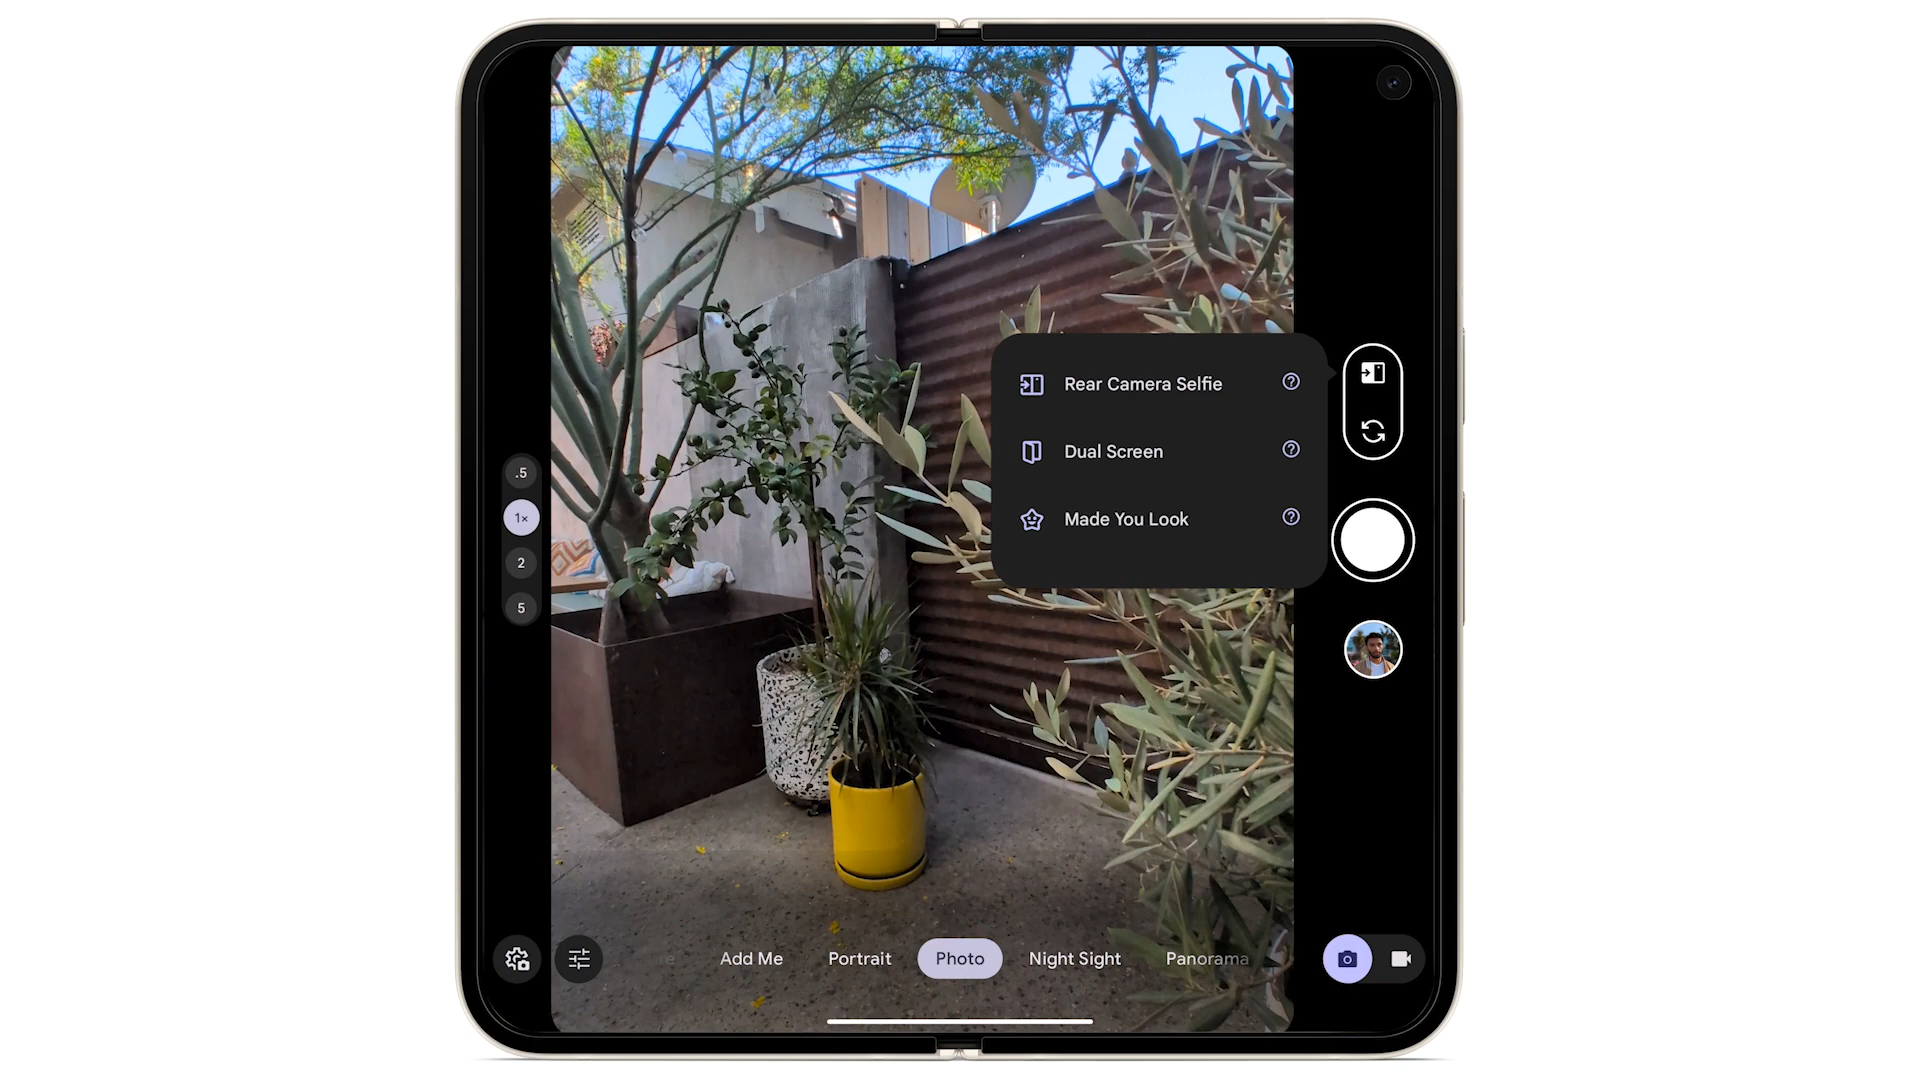 Rear Camera Selfie
Dual Screen
Made You Look
.5
1×
2
5
Add Me
Portrait
Photo
Night Sight
Panorama